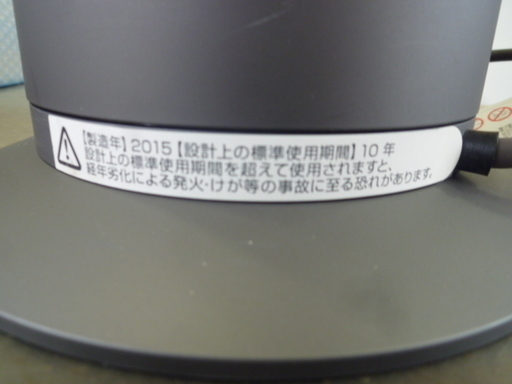 【製造年】2015【設計上の標準使用期間】10年
設計上の標準使用期間を超えて使用されますと、
経年劣化による発火・けが等の事故に至る恐れがあります。